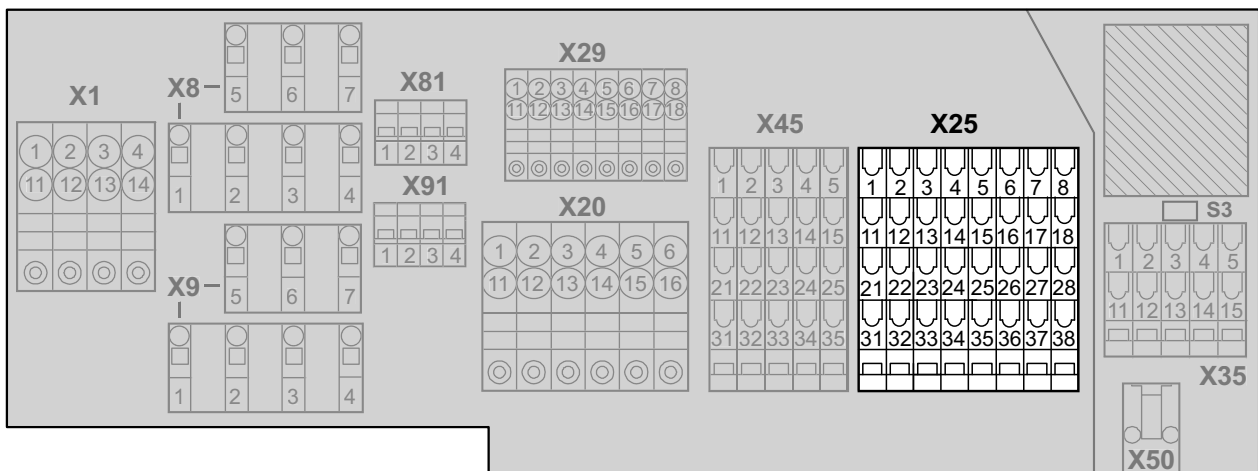 X1
1 2 3 4
11 12 13 14
X8
5 6 7
1 2 3 4
X9
5 6 7
1 2 3 4
X81
1 2 3 4
X91
1 2 3 4
X29
1 2 3 4 5 6 7 8
11 12 13 14 15 16 17 18
X20
1 2 3 4 5 6
11 12 13 14 15 16
X45
1 2 3 4 5
11 12 13 14 15
21 22 23 24 25
31 32 33 34 35
X25
1 2 3 4 5 6 7 8
11 12 13 14 15 16 17 18
21 22 23 24 25 26 27 28
31 32 33 34 35 36 37 38
S3
1 2 3 4 5
11 12 13 14 15
X35
X50